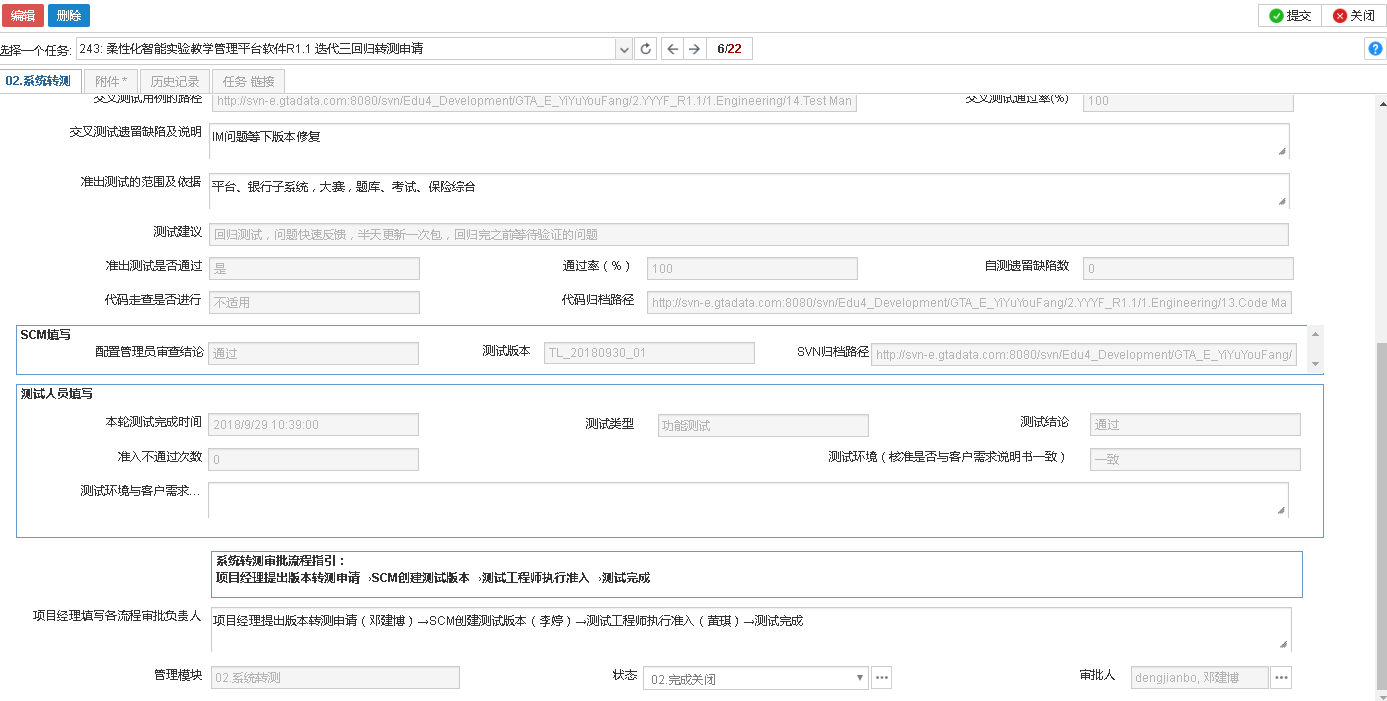 编辑 删除 提交 关闭
选择一个任务: 243: 柔性化智能实验教学管理平台软件R1.1 迭代三回归转测申请 6/22
02.系统转测 附件* 历史记录 任务 链接
交叉测试用例的路径 http://svn-e.gtadata.com:8080/svn/Edu4_Development/GTA_E_YiYuYouFang/2.YYYF_R1.1/1.Engineering/14.Test Man 交叉测试通过率(%) 100
交叉测试遗留缺陷及说明 IM问题等下版本修复
准出测试的范围及依据 平台、银行子系统，大赛，题库、考试、保险综合
测试建议 回归测试，问题快速反馈，半天更新一次包，回归完之前等待验证的问题
准出测试是否通过 是 通过率（%） 100 自测遗留缺陷数 0
代码走查是否进行 不适用 代码归档路径 http://svn-e.gtadata.com:8080/svn/Edu4_Development/GTA_E_YiYuYouFang/2.YYYF_R1.1/1.Engineering/13.Code Ma
SCM填写
配置管理员审查结论 通过 测试版本 TL_20180930_01 SVN归档路径 http://svn-e.gtadata.com:8080/svn/Edu4_Development/GTA_E_YiYuYouFang/
测试人员填写
本轮测试完成时间 2018/9/29 10:39:00 测试类型 功能测试 测试结论 通过
准入不通过次数 0 测试环境（核准是否与客户需求说明书一致） 一致
测试环境与客户需求...
系统转测审批流程指引：
项目经理提出版本转测申请 →SCM创建测试版本 →测试工程师执行准入 →测试完成
项目经理填写各流程审批负责人 项目经理提出版本转测申请（邓建博）→SCM创建测试版本（李婷）→测试工程师执行准入（黄琪）→测试完成
管理模块 02.系统转测 状态 02.完成关闭 审批人 dengjianbo, 邓建博